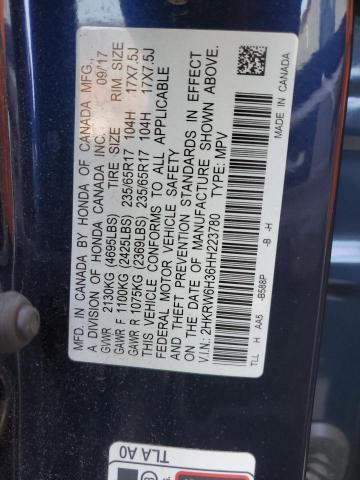 MFD. IN CANADA BY HONDA OF CANADA MFG.,
A DIVISION OF HONDA CANADA INC. 09/17
GVWR 2130KG (4695LBS) TIRE SIZE RIM SIZE
GAWR F 1100KG (2425LBS) 235/65R17 104H 17X7.5J
GAWR R 1075KG (2369LBS) 235/65R17 104H 17X7.5J
THIS VEHICLE CONFORMS TO ALL APPLICABLE
FEDERAL MOTOR VEHICLE SAFETY
AND THEFT PREVENTION STANDARDS IN EFFECT
ON THE DATE OF MANUFACTURE SHOWN ABOVE.
V.I.N.: 2HKRW6H36HH223780 TYPE: MPV
TLL H AA5 -B588P -B -H
MADE IN CANADA
TLA A0